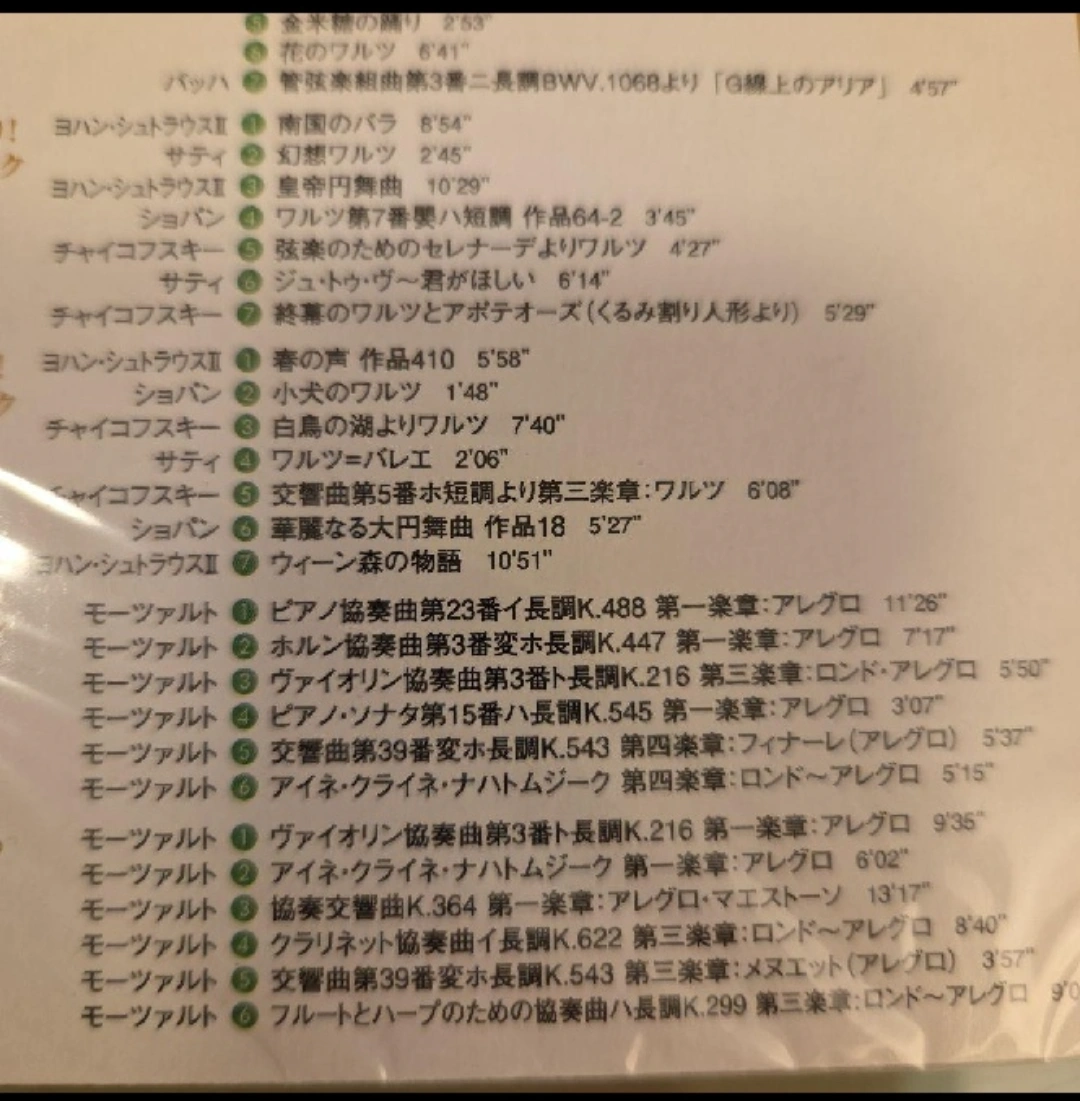 5 金米糖の踊り 2'53"
6 花のワルツ 6'41"
バッハ 7 管弦楽組曲第3番ニ長調BWV.1068より「G線上のアリア」 4'57"
!
ク
ヨハン・シュトラウスII 1 南国のバラ 8'54"
サティ 2 幻想ワルツ 2'45"
ヨハン・シュトラウスII 3 皇帝円舞曲 10'29"
ショパン 4 ワルツ第7番嬰ハ短調 作品64-2 3'45"
チャイコフスキー 5 弦楽のためのセレナーデよりワルツ 4'27"
サティ 6 ジュ・トゥ・ヴ〜君がほしい 6'14"
チャイコフスキー 7 終幕のワルツとアポテオーズ(くるみ割り人形より) 5'29"
ヨハン・シュトラウスII 1 春の声 作品410 5'58"
ショパン 2 小犬のワルツ 1'48"
チャイコフスキー 3 白鳥の湖よりワルツ 7'40"
サティ 4 ワルツ=バレエ 2'06"
チャイコフスキー 5 交響曲第5番ホ短調より第三楽章:ワルツ 6'08"
ショパン 6 華麗なる大円舞曲 作品18 5'27"
ヨハン・シュトラウスII 7 ウィーン森の物語 10'51"
モーツァルト 1 ピアノ協奏曲第23番イ長調K.488 第一楽章:アレグロ 11'26"
モーツァルト 2 ホルン協奏曲第3番変ホ長調K.447 第一楽章:アレグロ 7'17"
モーツァルト 3 ヴァイオリン協奏曲第3番ト長調K.216 第三楽章:ロンド・アレグロ 5'50"
モーツァルト 4 ピアノ・ソナタ第15番ハ長調K.545 第一楽章:アレグロ 3'07"
モーツァルト 5 交響曲第39番変ホ長調K.543 第四楽章:フィナーレ(アレグロ) 5'37"
モーツァルト 6 アイネ・クライネ・ナハトムジーク 第四楽章:ロンド〜アレグロ 5'15"
モーツァルト 1 ヴァイオリン協奏曲第3番ト長調K.216 第一楽章:アレグロ 9'35"
モーツァルト 2 アイネ・クライネ・ナハトムジーク 第一楽章:アレグロ 6'02"
モーツァルト 3 協奏交響曲K.364 第一楽章:アレグロ・マエストーソ 13'17"
モーツァルト 4 クラリネット協奏曲イ長調K.622 第三楽章:ロンド〜アレグロ 8'40"
モーツァルト 5 交響曲第39番変ホ長調K.543 第三楽章:メヌエット(アレグロ) 3'57"
モーツァルト 6 フルートとハープのための協奏曲ハ長調K.299 第三楽章:ロンド〜アレグロ